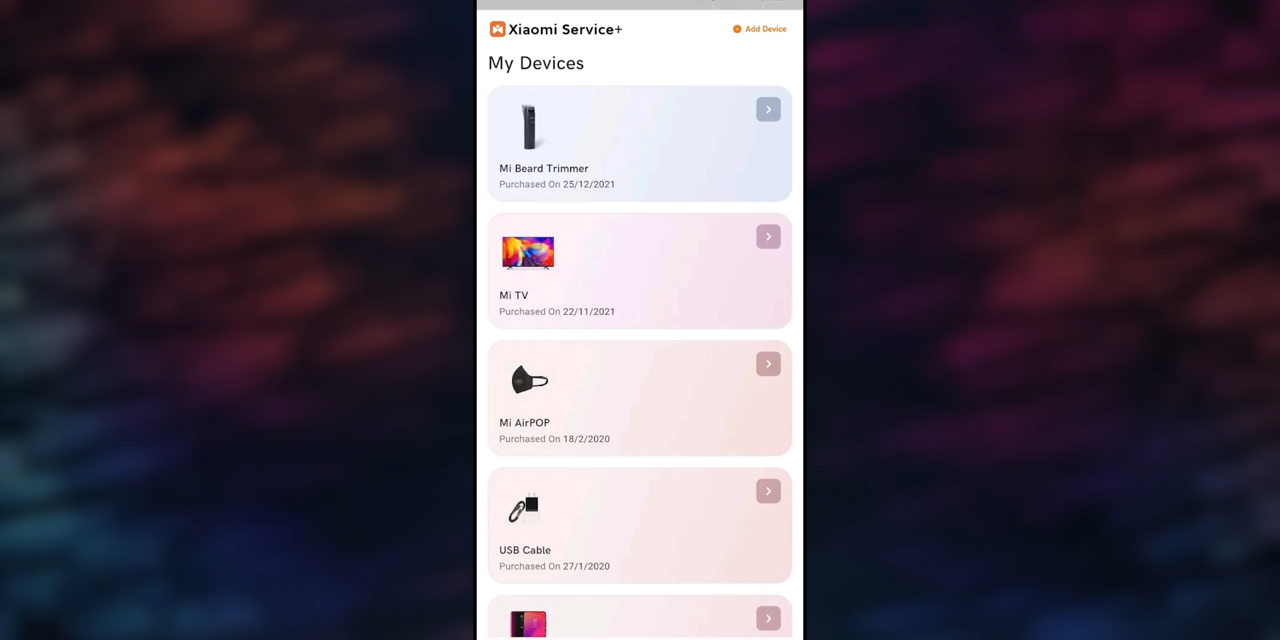 Xiaomi Service+
Add Device
My Devices
Mi Beard Trimmer
Purchased On 25/12/2021
Mi TV
Purchased On 22/11/2021
Mi AirPOP
Purchased On 18/2/2020
USB Cable
Purchased On 27/1/2020